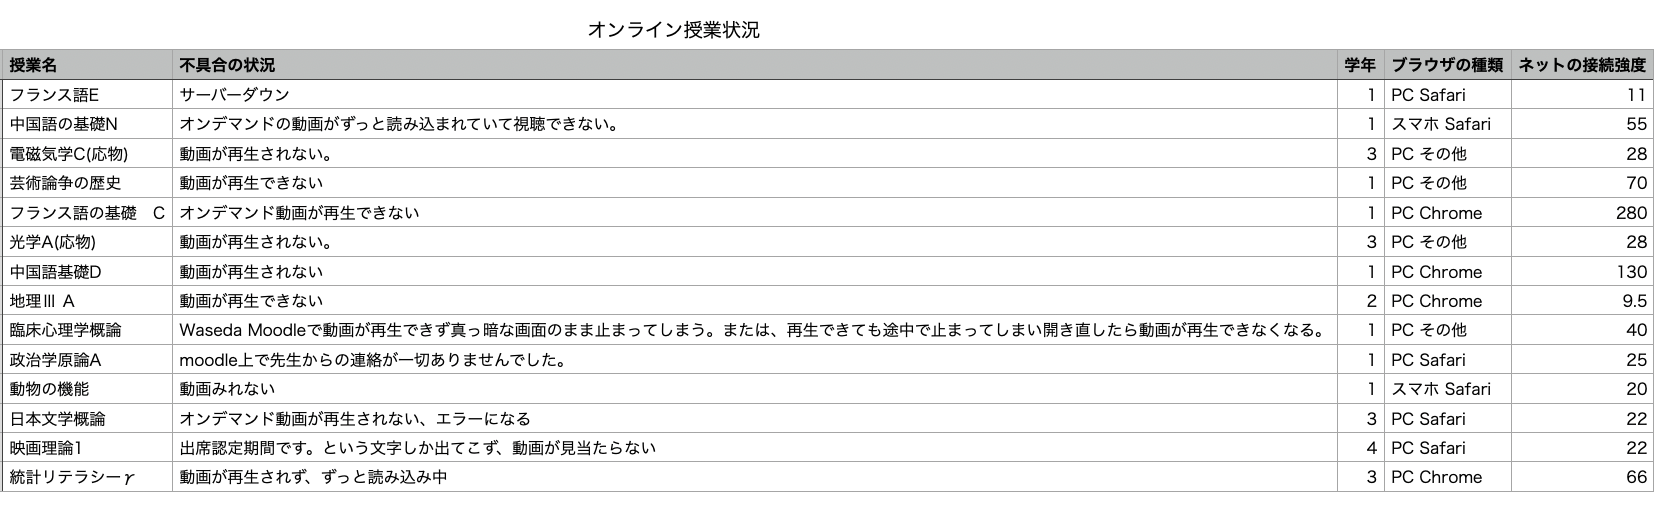 オンライン授業状況
授業名 不具合の状況 学年 ブラウザの種類 ネットの接続強度
フランス語E サーバーダウン 1 PC Safari 11
中国語の基礎N オンデマンドの動画がずっと読み込まれていて視聴できない。 1 スマホ Safari 55
電磁気学C(応物) 動画が再生されない。 3 PC その他 28
芸術論争の歴史 動画が再生できない 1 PC その他 70
フランス語の基礎　C オンデマンド動画が再生できない 1 PC Chrome 280
光学A(応物) 動画が再生されない。 3 PC その他 28
中国語基礎D 動画が再生されない 1 PC Chrome 130
地理Ⅲ A 動画が再生できない 2 PC Chrome 9.5
臨床心理学概論 Waseda Moodleで動画が再生できず真っ暗な画面のまま止まってしまう。または、再生できても途中で止まってしまい開き直したら動画が再生できなくなる。 1 PC その他 40
政治学原論A moodle上で先生からの連絡が一切ありませんでした。 1 PC Safari 25
動物の機能 動画みれない 1 スマホ Safari 20
日本文学概論 オンデマンド動画が再生されない、エラーになる 3 PC Safari 22
映画理論1 出席認定期間です。という文字しか出てこず、動画が見当たらない 4 PC Safari 22
統計リテラシーγ 動画が再生されず、ずっと読み込み中 3 PC Chrome 66